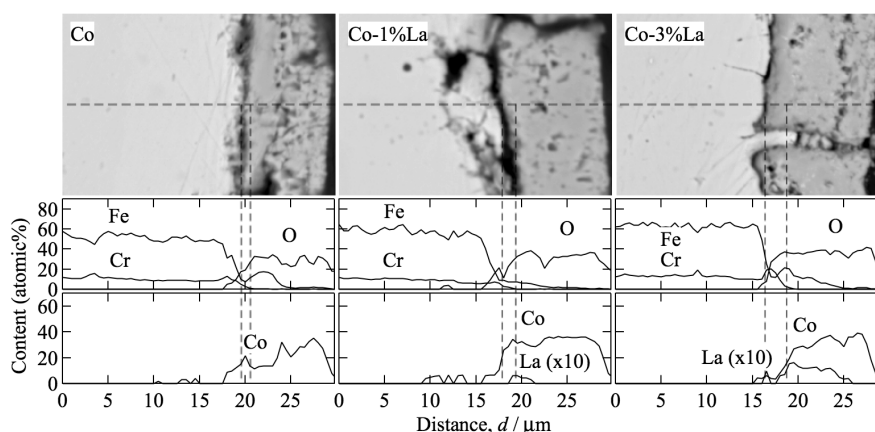 Co
Co-1%La
Co-3%La
80
60
40
20
0
Fe
Cr
O
Fe
Cr
O
Fe
Cr
O
Content (atomic%)
40
20
0
Co
Co
La (x10)
Co
La (x10)
0 5 10 15 20 25 0 5 10 15 20 25 0 5 10 15 20 25
Distance, d / μm